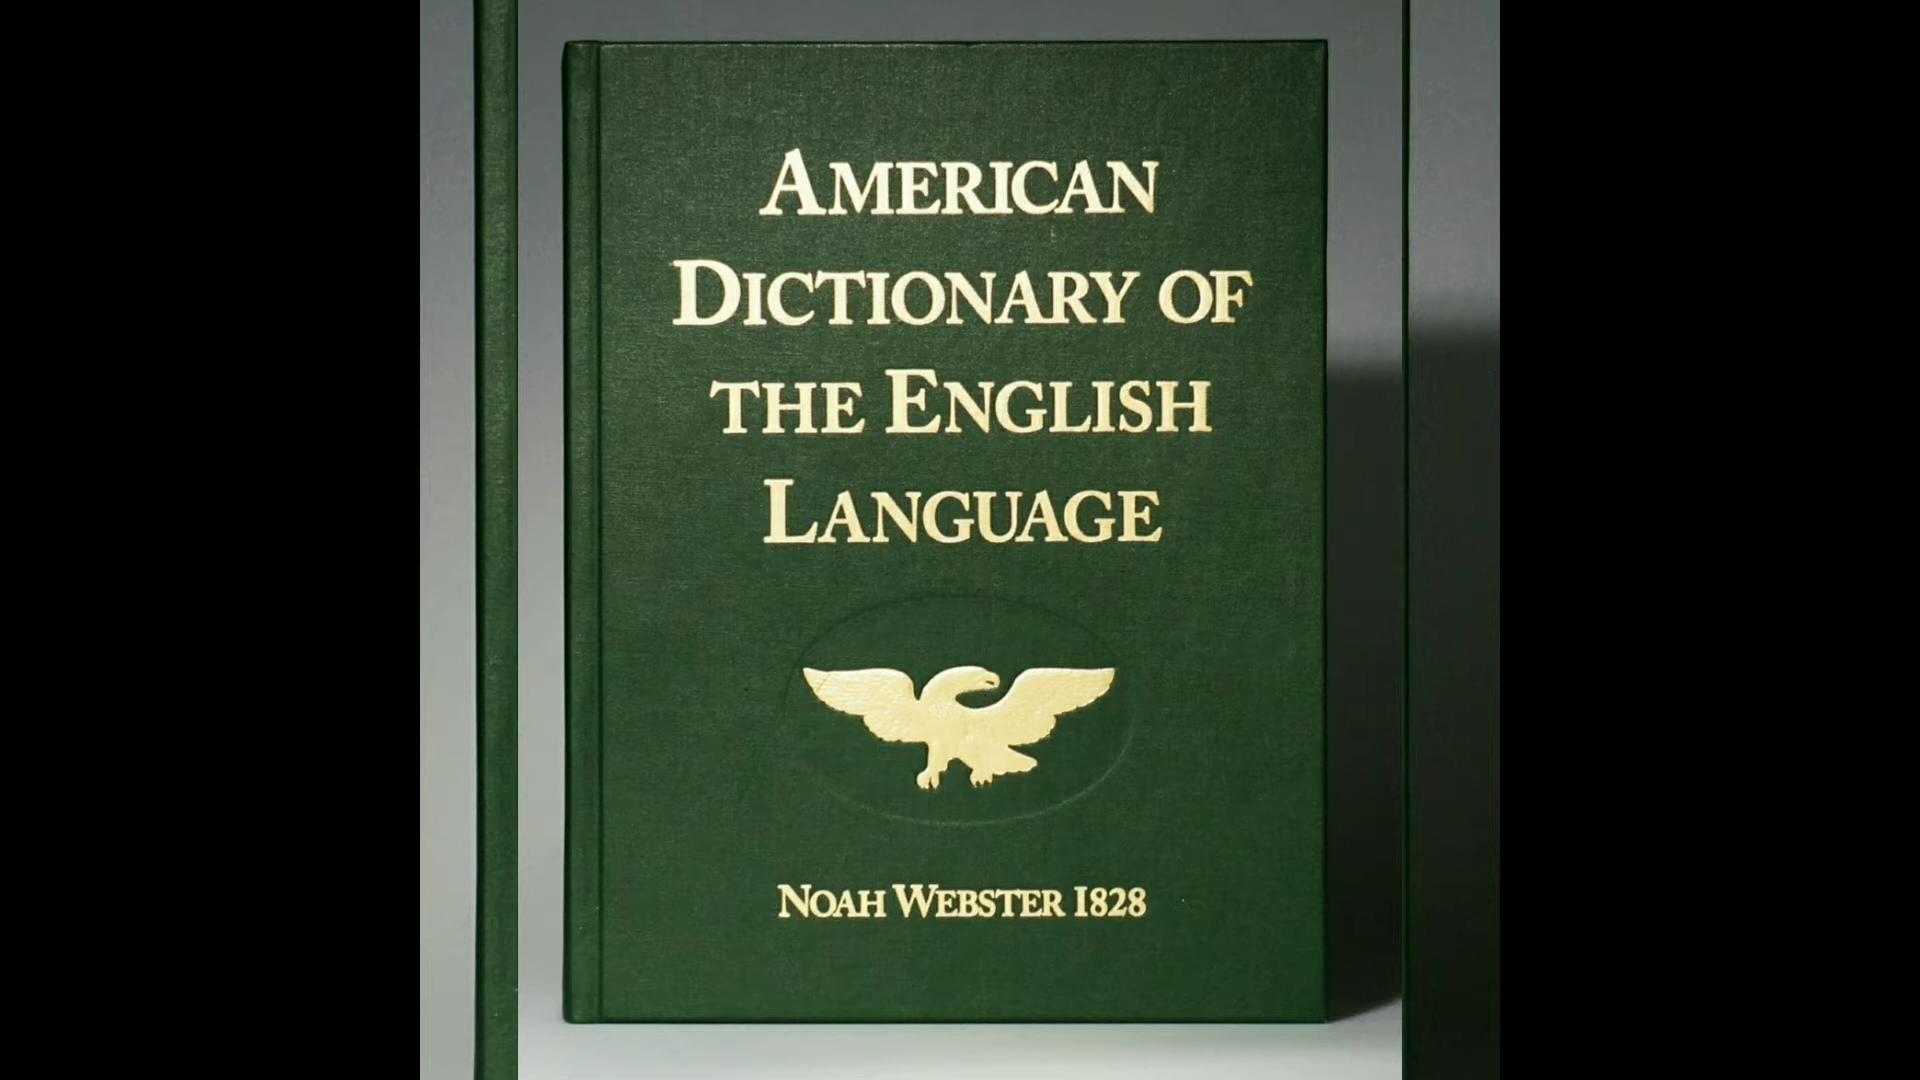 AMERICAN
DICTIONARY OF
THE ENGLISH
LANGUAGE
NOAH WEBSTER 1828